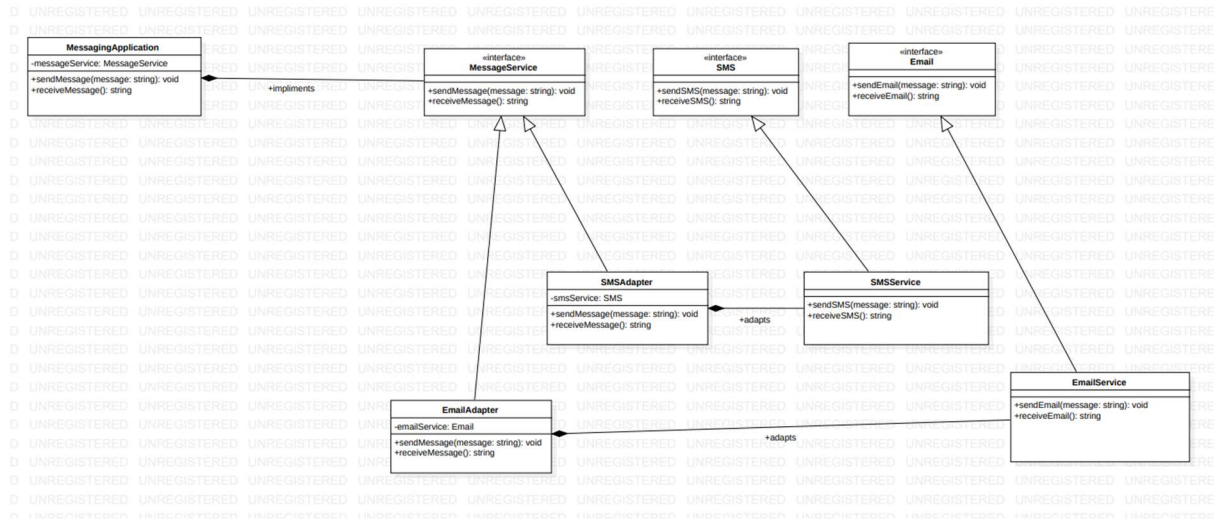 MessagingApplication
-messageService: MessageService
+sendMessage(message: string): void
+receiveMessage(): string
+impliments
«interface»
MessageService
+sendMessage(message: string): void
+receiveMessage(): string
«interface»
SMS
+sendSMS(message: string): void
+receiveSMS(): string
«interface»
Email
+sendEmail(message: string): void
+receiveEmail(): string
SMSAdapter
-smsService: SMS
+sendMessage(message: string): void
+receiveMessage(): string
+adapts
SMSService
+sendSMS(message: string): void
+receiveSMS(): string
EmailAdapter
-emailService: Email
+sendMessage(message: string): void
+receiveMessage(): string
+adapts
EmailService
+sendEmail(message: string): void
+receiveEmail(): string
UNREGISTERED